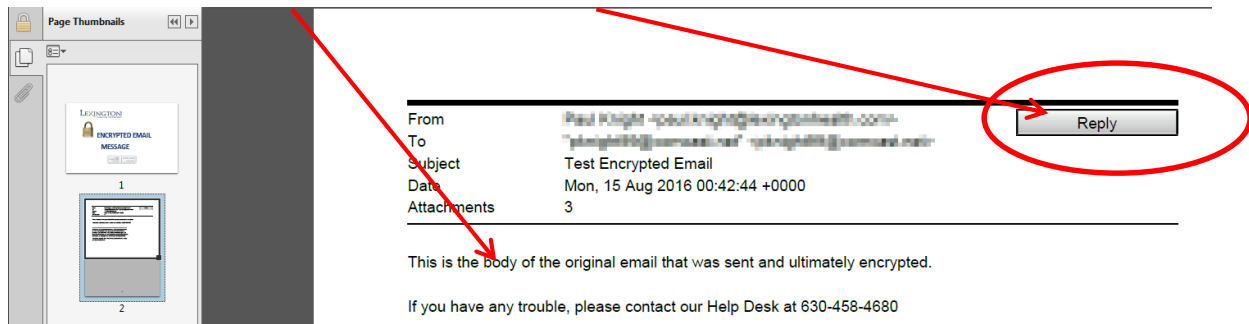 Page Thumbnails
LEXINGTON
ENCRYPTED EMAIL
MESSAGE
1
2
From
To
Subject Test Encrypted Email
Date Mon, 15 Aug 2016 00:42:44 +0000
Attachments 3
Reply
This is the body of the original email that was sent and ultimately encrypted.
If you have any trouble, please contact our Help Desk at 630-458-4680